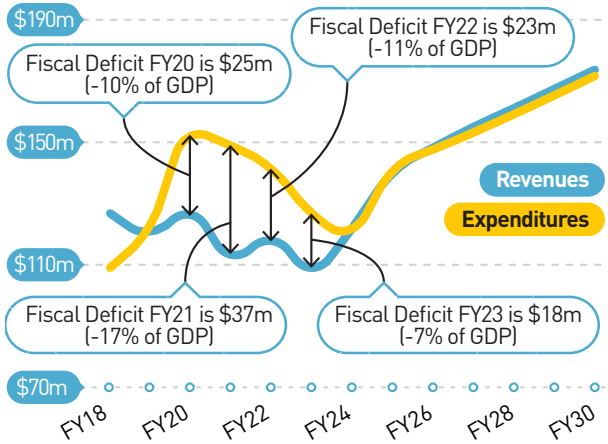 $190m
Fiscal Deficit FY22 is $23m
(-11% of GDP)
Fiscal Deficit FY20 is $25m
(-10% of GDP)
$150m
Revenues
Expenditures
$110m
Fiscal Deficit FY21 is $37m
(-17% of GDP)
Fiscal Deficit FY23 is $18m
(-7% of GDP)
$70m
FY18 FY20 FY22 FY24 FY26 FY28 FY30